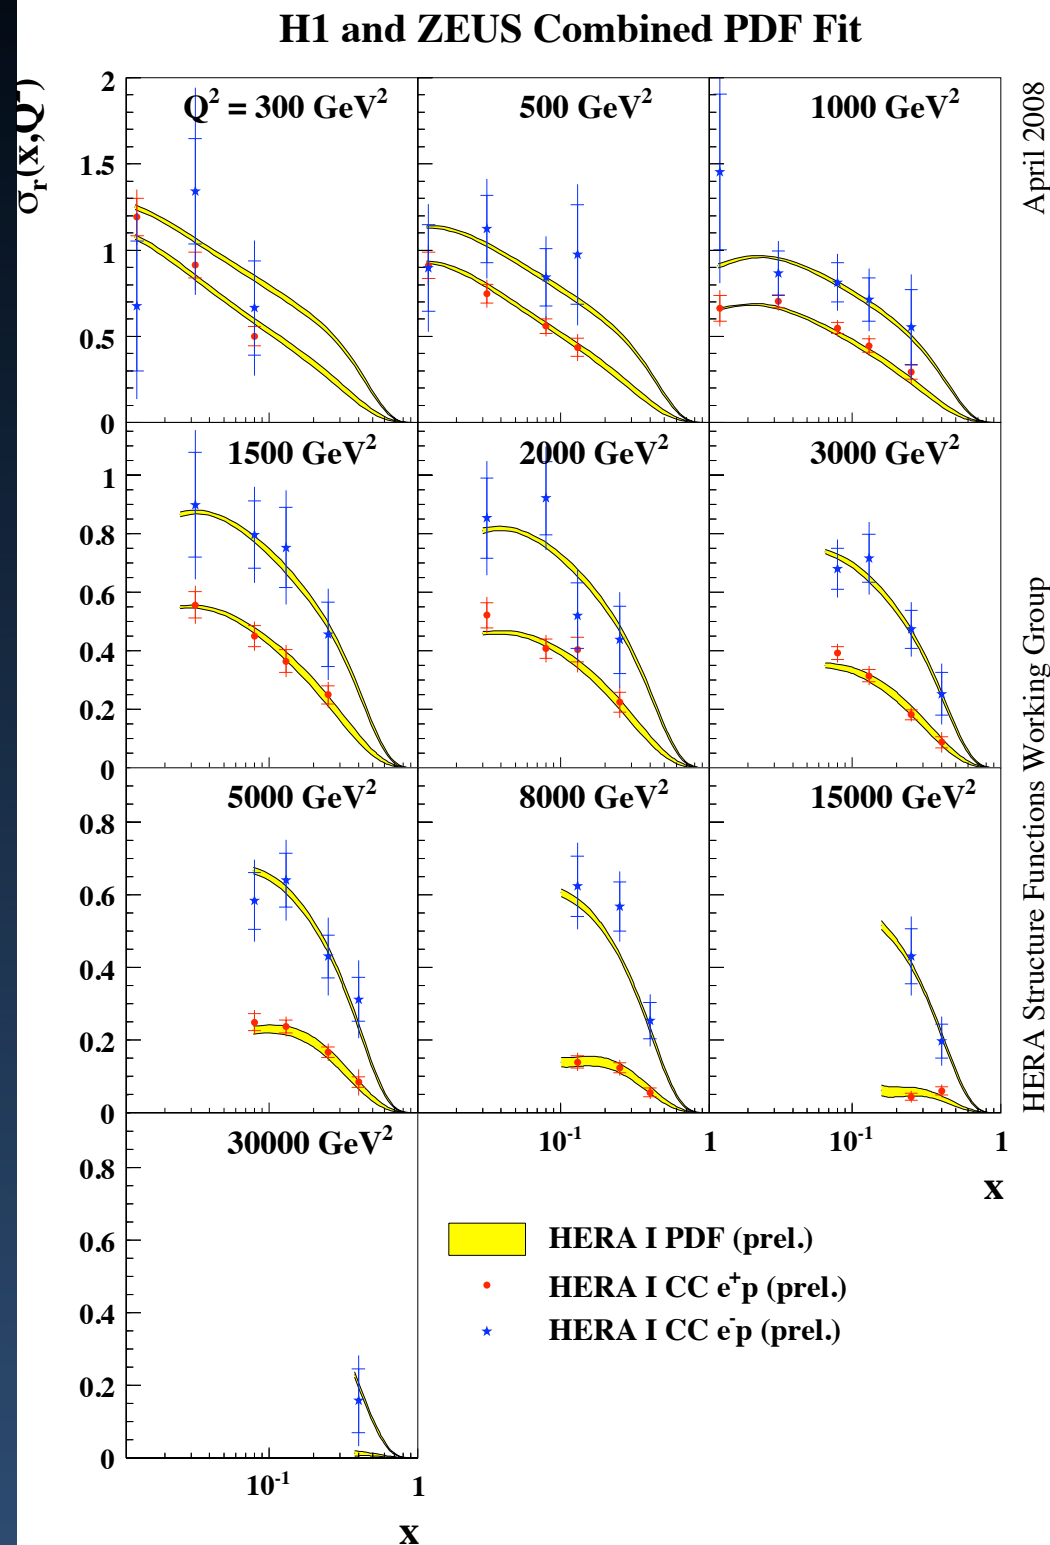 H1 and ZEUS Combined PDF Fit
σr(x,Q²)
April 2008
HERA Structure Functions Working Group
Q² = 300 GeV²
500 GeV²
1000 GeV²
2
1.5
1
0.5
0
1500 GeV²
2000 GeV²
3000 GeV²
1
0.8
0.6
0.4
0.2
0
5000 GeV²
8000 GeV²
15000 GeV²
0.8
0.6
0.4
0.2
0
10⁻¹
1
10⁻¹
1
x
30000 GeV²
0.8
0.6
0.4
0.2
0
10⁻¹
1
x
HERA I PDF (prel.)
HERA I CC e⁺p (prel.)
HERA I CC e⁻p (prel.)